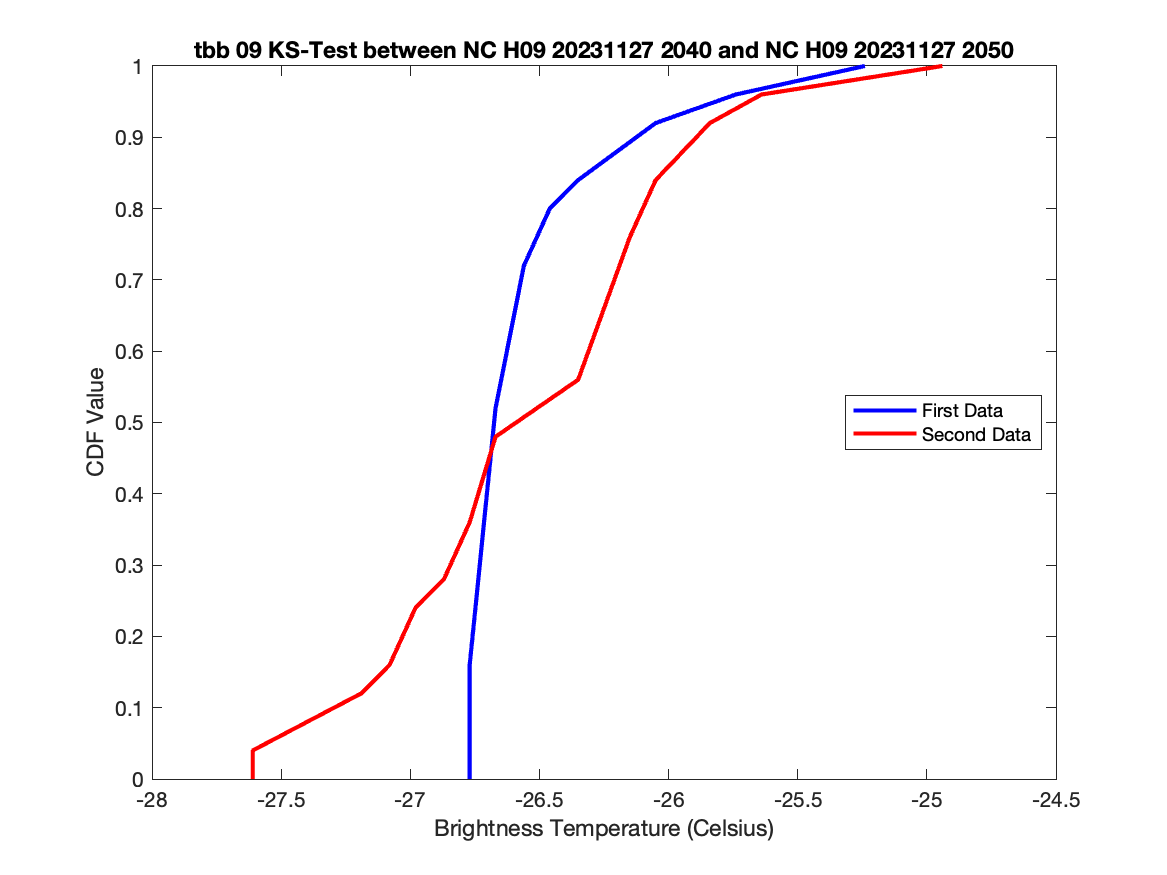 tbb 09 KS-Test between NC H09 20231127 2040 and NC H09 20231127 2050
1
0.9
0.8
0.7
0.6
0.5
0.4
0.3
0.2
0.1
0
CDF Value
First Data
Second Data
-28 -27.5 -27 -26.5 -26 -25.5 -25 -24.5
Brightness Temperature (Celsius)